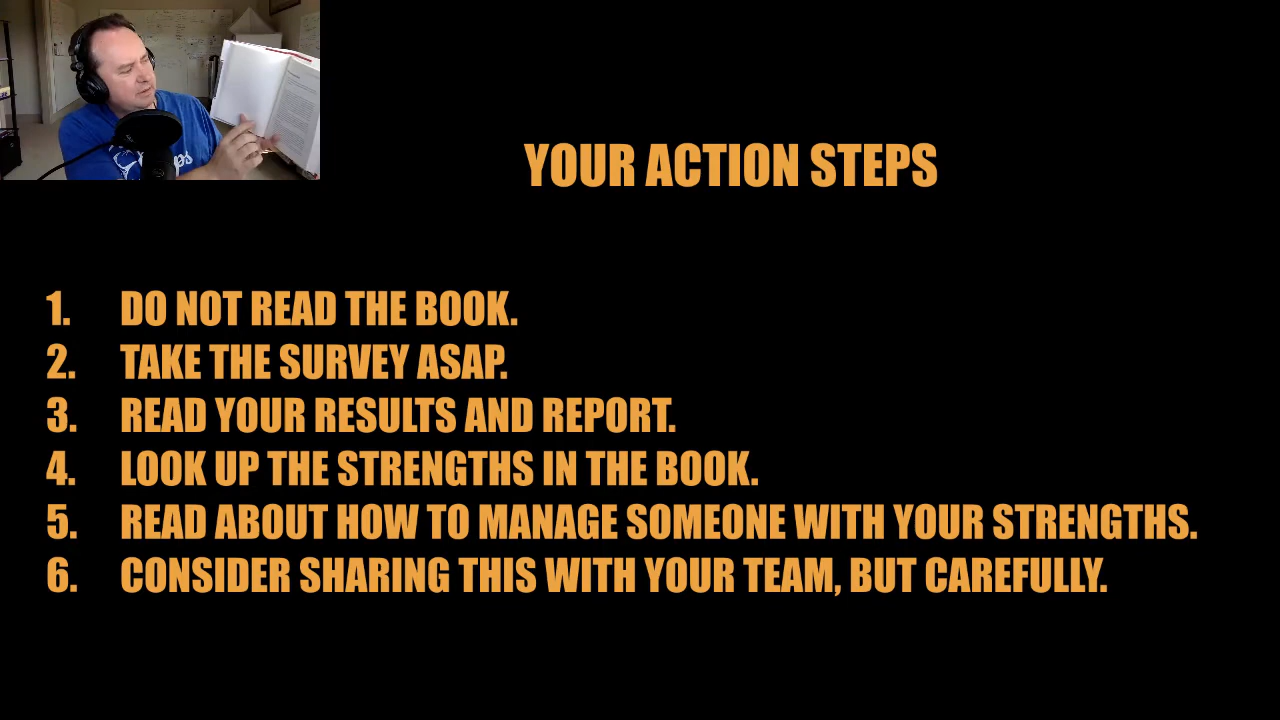 YOUR ACTION STEPS
1. DO NOT READ THE BOOK.
2. TAKE THE SURVEY ASAP.
3. READ YOUR RESULTS AND REPORT.
4. LOOK UP THE STRENGTHS IN THE BOOK.
5. READ ABOUT HOW TO MANAGE SOMEONE WITH YOUR STRENGTHS.
6. CONSIDER SHARING THIS WITH YOUR TEAM, BUT CAREFULLY.